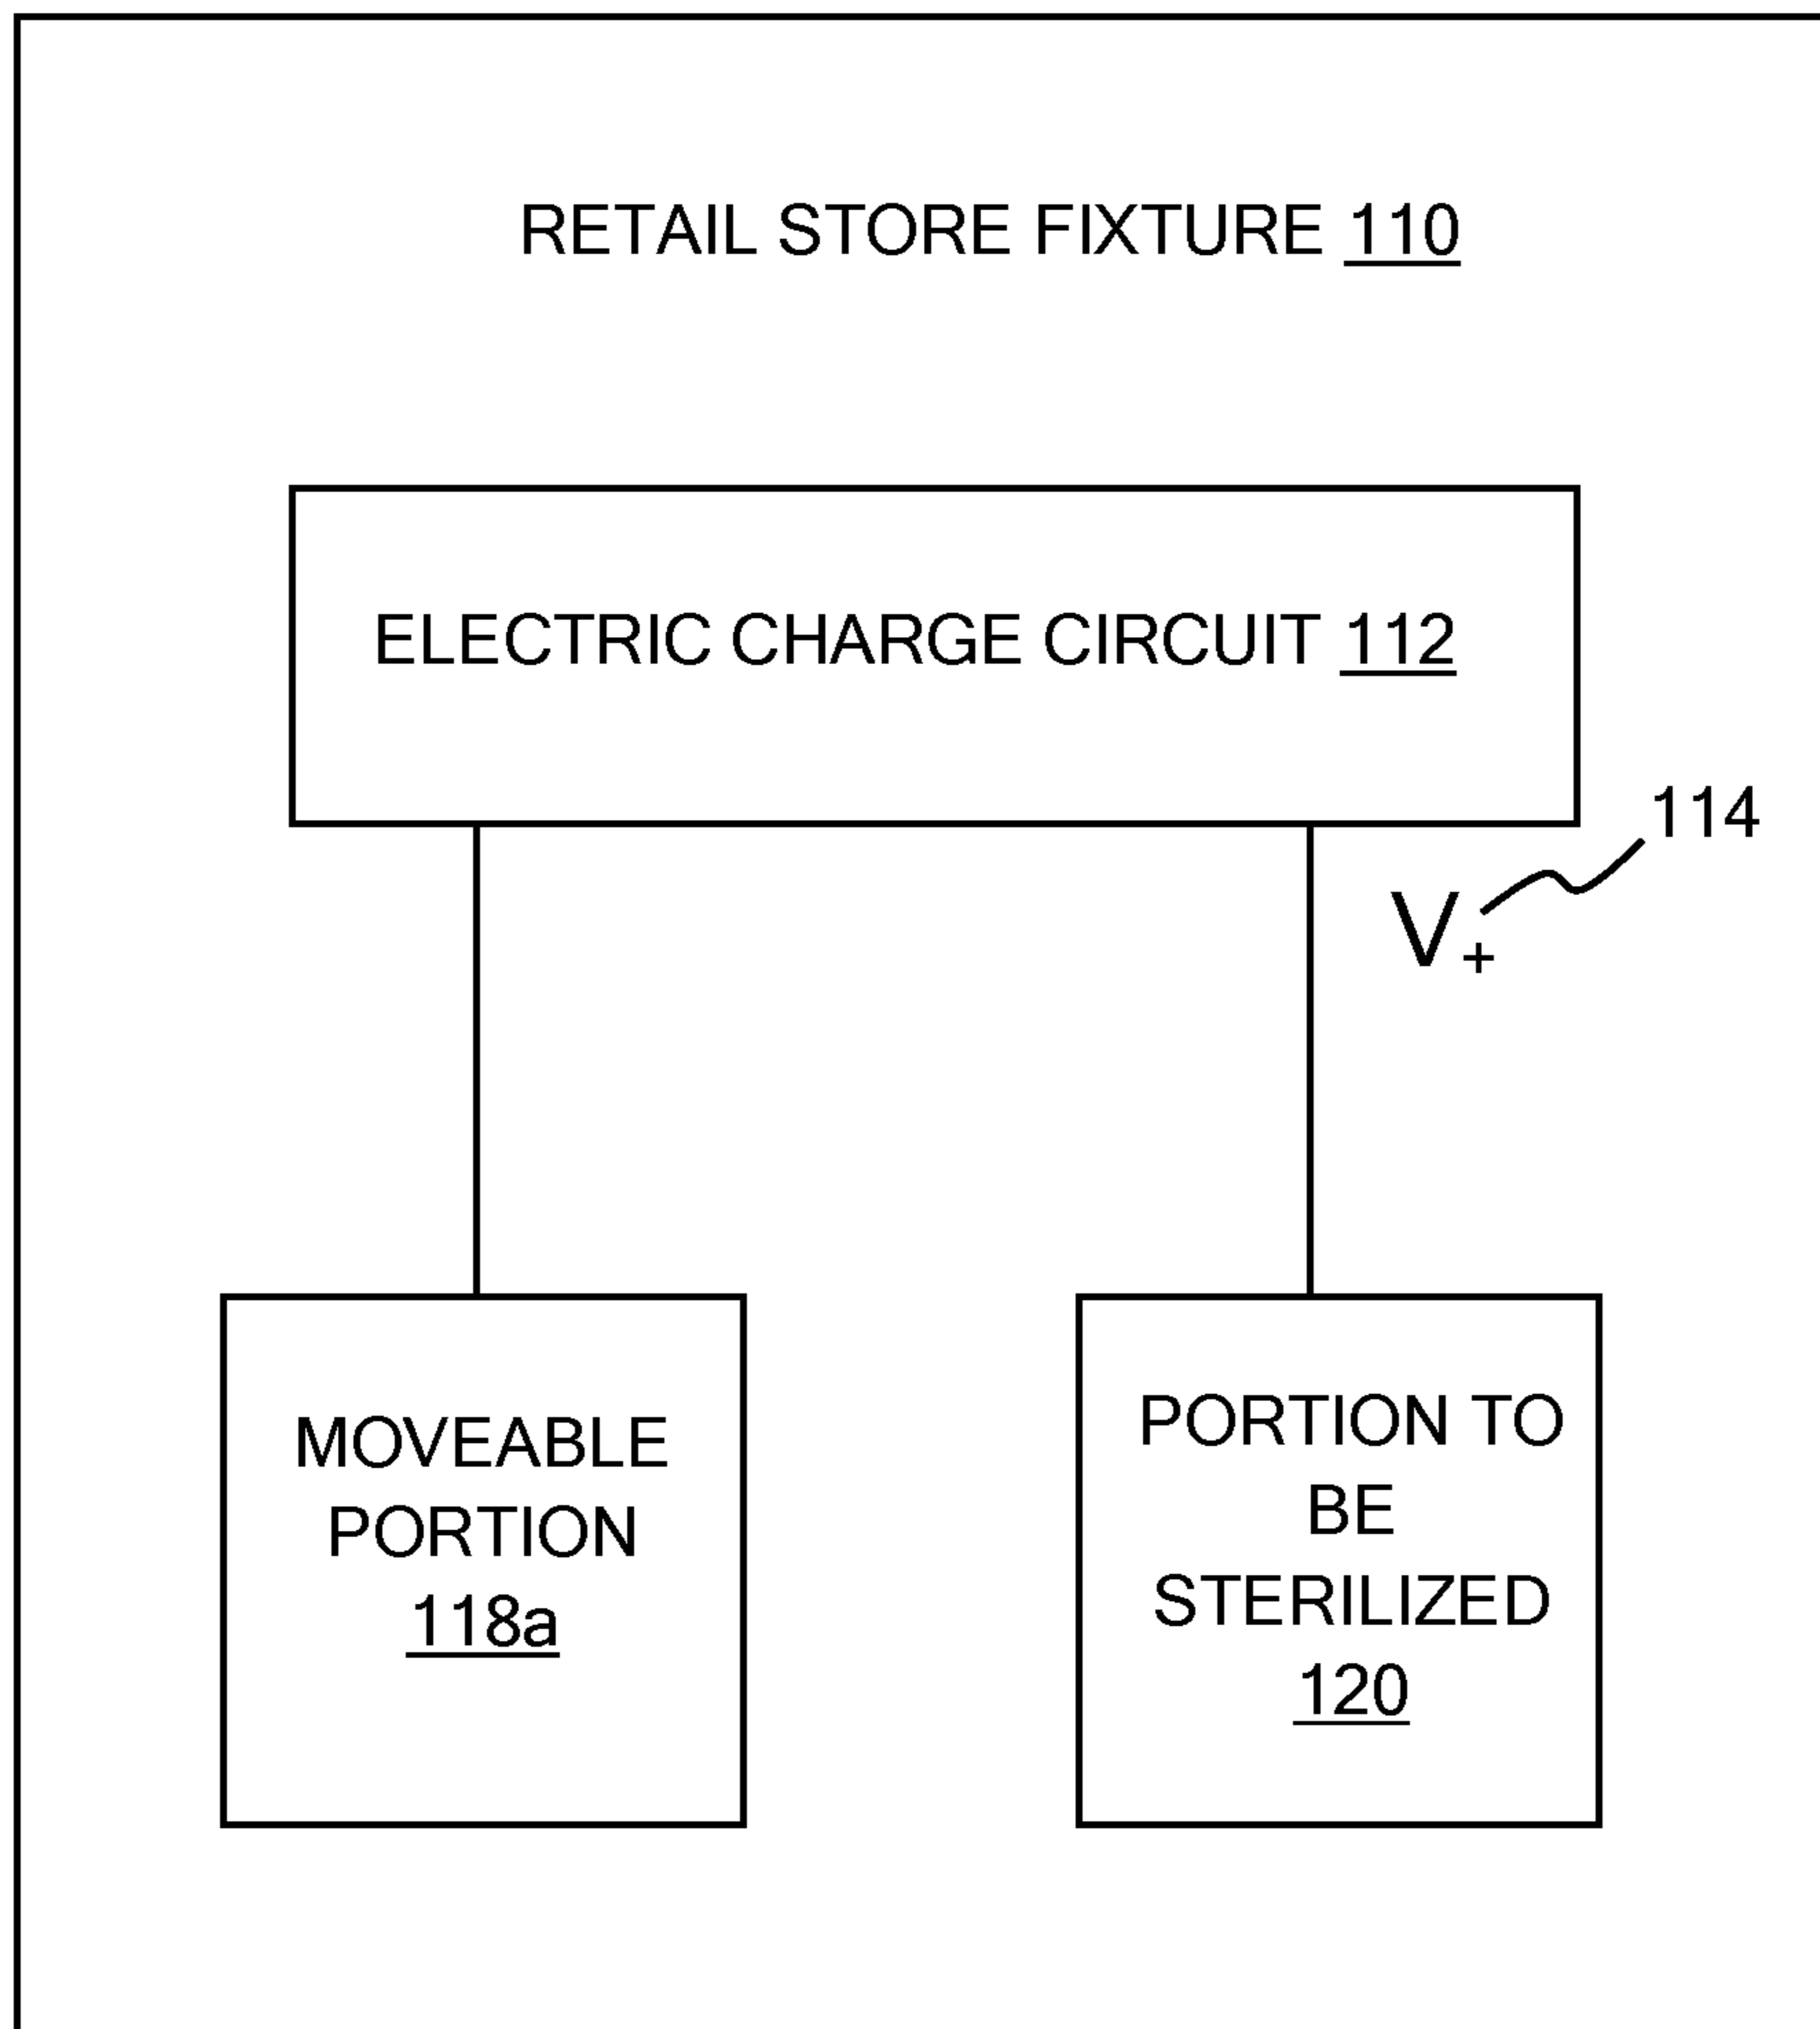 RETAIL STORE FIXTURE 110
ELECTRIC CHARGE CIRCUIT 112
114
V+
MOVEABLE
PORTION
118a
PORTION TO
BE
STERILIZED
120